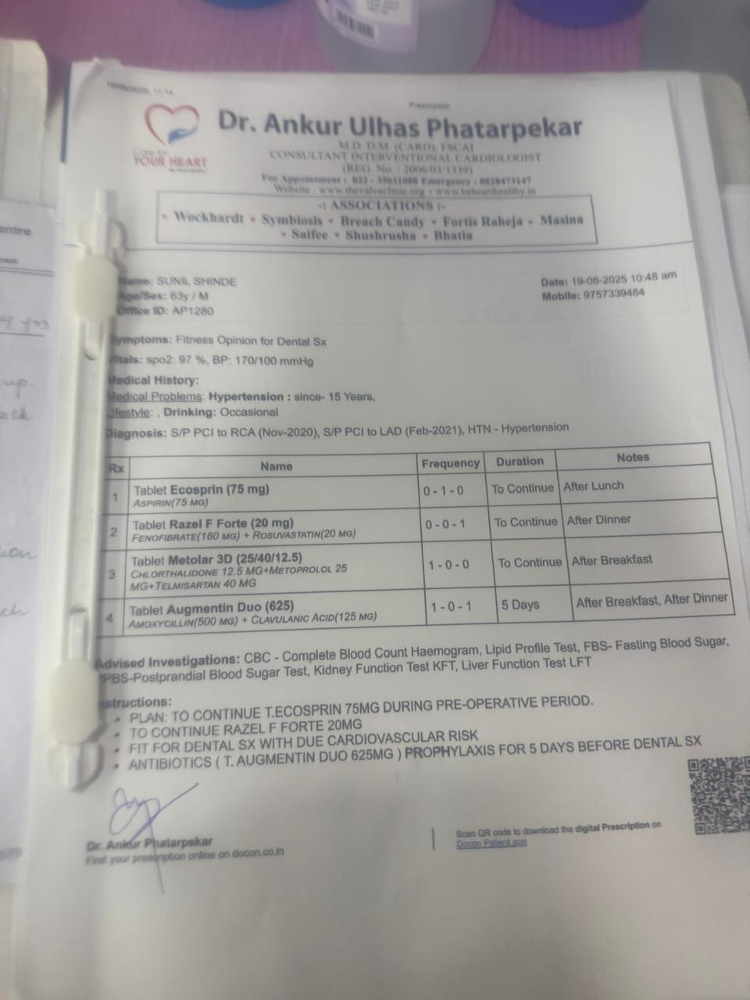 19/06/2025, 11:14
Prescription
Dr. Ankur Ulhas Phatarpekar
Care for
YOUR HEART
M.D. D.M. (CARD), FSCAI
CONSULTANT INTERVENTIONAL CARDIOLOGIST
(REG. No. : 2006/03/1339)
For Appointment : 022 - 35611088 Emergency : 8828473147
Website : www.thevalveclinic.org • www.behearthealthy.in
-: ASSOCIATIONS :-
Wockhardt Symbiosis Breach Candy Fortis Raheja Masina
Saifee Shushrusha Bhatia
Name: SUNIL SHINDE
Age/Sex: 63y / M
Office ID: AP1280
Date: 19-06-2025 10:48 am
Mobile: 9757339484
Symptoms: Fitness Opinion for Dental Sx
Vitals: spo2: 97 %, BP: 170/100 mmHg
Medical History:
Medical Problems: Hypertension : since- 15 Years,
Lifestyle: , Drinking: Occasional
Diagnosis: S/P PCI to RCA (Nov-2020), S/P PCI to LAD (Feb-2021), HTN - Hypertension
Rx Name Frequency Duration Notes
1 Tablet Ecosprin (75 mg) 0 - 1 - 0 To Continue After Lunch
ASPIRIN(75 MG)
2 Tablet Razel F Forte (20 mg) 0 - 0 - 1 To Continue After Dinner
FENOFIBRATE(160 MG) + ROSUVASTATIN(20 MG)
3 Tablet Metolar 3D (25/40/12.5) 1 - 0 - 0 To Continue After Breakfast
CHLORTHALIDONE 12.5 MG+METOPROLOL 25
MG+TELMISARTAN 40 MG
4 Tablet Augmentin Duo (625) 1 - 0 - 1 5 Days After Breakfast, After Dinner
AMOXYCILLIN(500 MG) + CLAVULANIC ACID(125 MG)
Advised Investigations: CBC - Complete Blood Count Haemogram, Lipid Profile Test, FBS- Fasting Blood Sugar,
PBS-Postprandial Blood Sugar Test, Kidney Function Test KFT, Liver Function Test LFT
Instructions:
• PLAN: TO CONTINUE T.ECOSPRIN 75MG DURING PRE-OPERATIVE PERIOD.
• TO CONTINUE RAZEL F FORTE 20MG
• FIT FOR DENTAL SX WITH DUE CARDIOVASCULAR RISK
• ANTIBIOTICS ( T. AUGMENTIN DUO 625MG ) PROPHYLAXIS FOR 5 DAYS BEFORE DENTAL SX
Dr. Ankur Phatarpekar
Find your prescription online on docon.co.in
Scan QR code to download the digital Prescription on
Docon Patient app